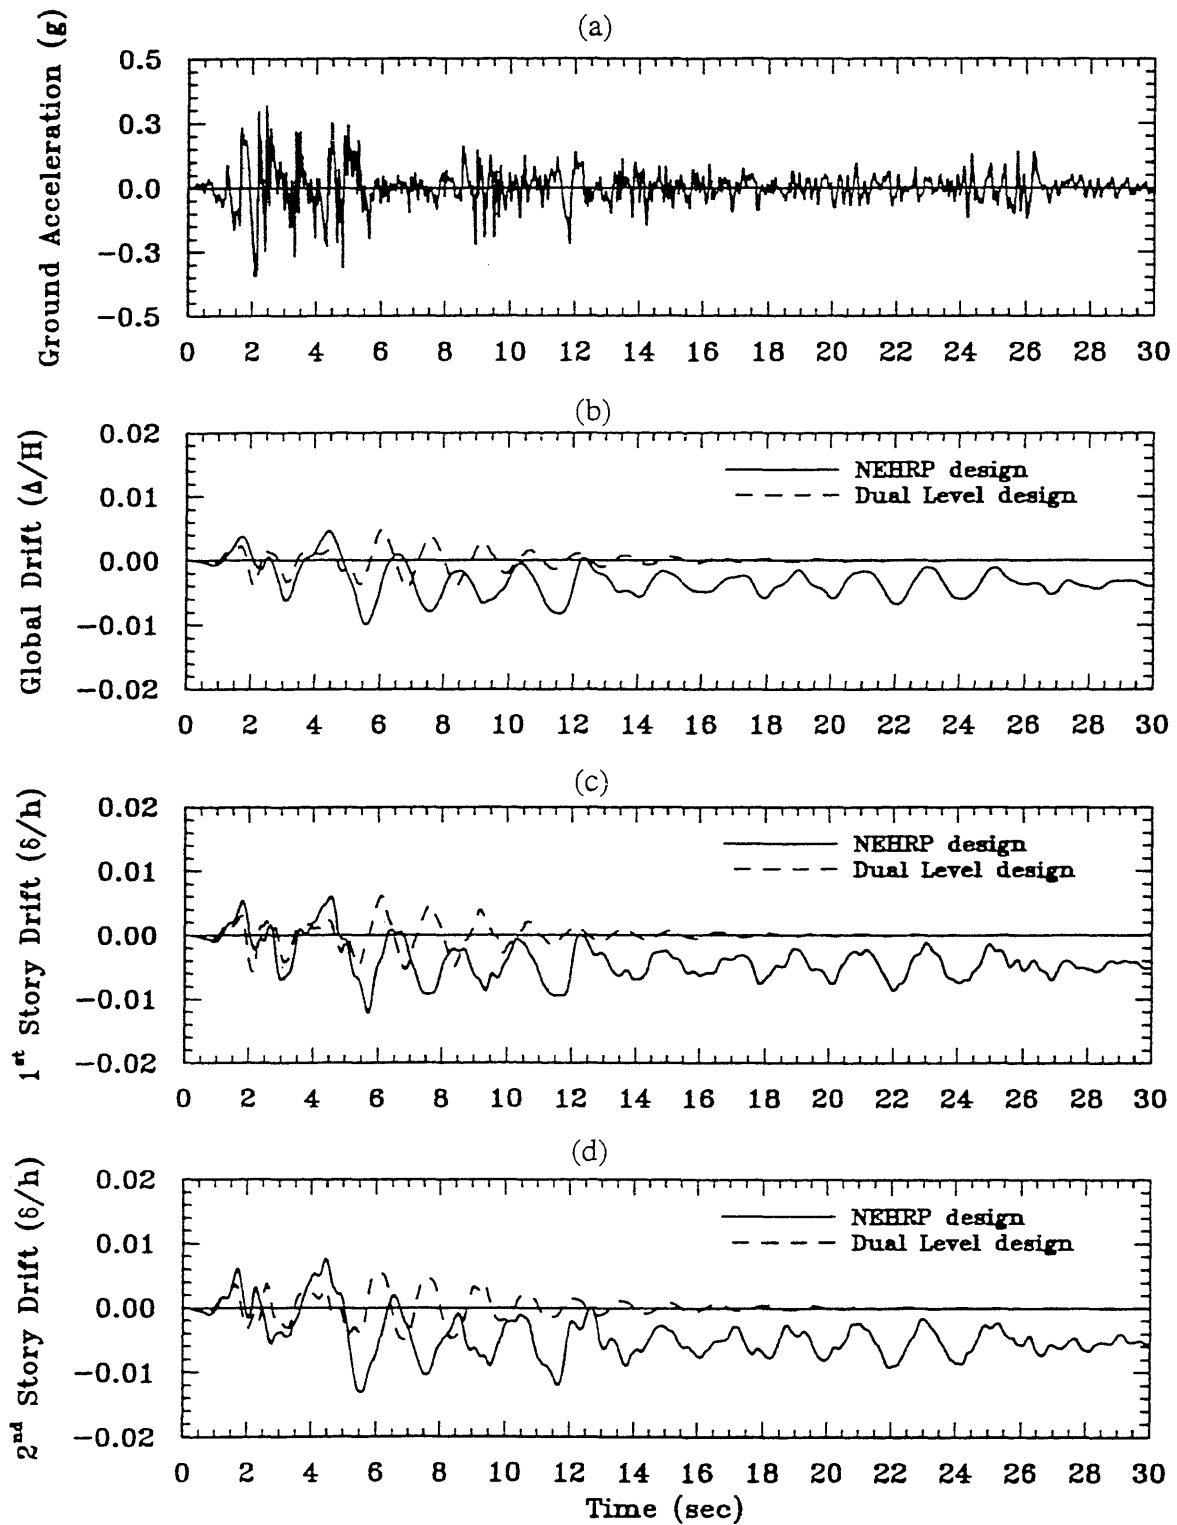 (a)
Ground Acceleration (g)
0.5
0.3
0.0
−0.3
−0.5
0 2 4 6 8 10 12 14 16 18 20 22 24 26 28 30
(b)
Global Drift (Δ/H)
0.02
0.01
0.00
−0.01
−0.02
NEHRP design
Dual Level design
0 2 4 6 8 10 12 14 16 18 20 22 24 26 28 30
(c)
1st Story Drift (δ/h)
0.02
0.01
0.00
−0.01
−0.02
NEHRP design
Dual Level design
0 2 4 6 8 10 12 14 16 18 20 22 24 26 28 30
(d)
2nd Story Drift (δ/h)
0.02
0.01
0.00
−0.01
−0.02
NEHRP design
Dual Level design
0 2 4 6 8 10 12 14 16 18 20 22 24 26 28 30
Time (sec)